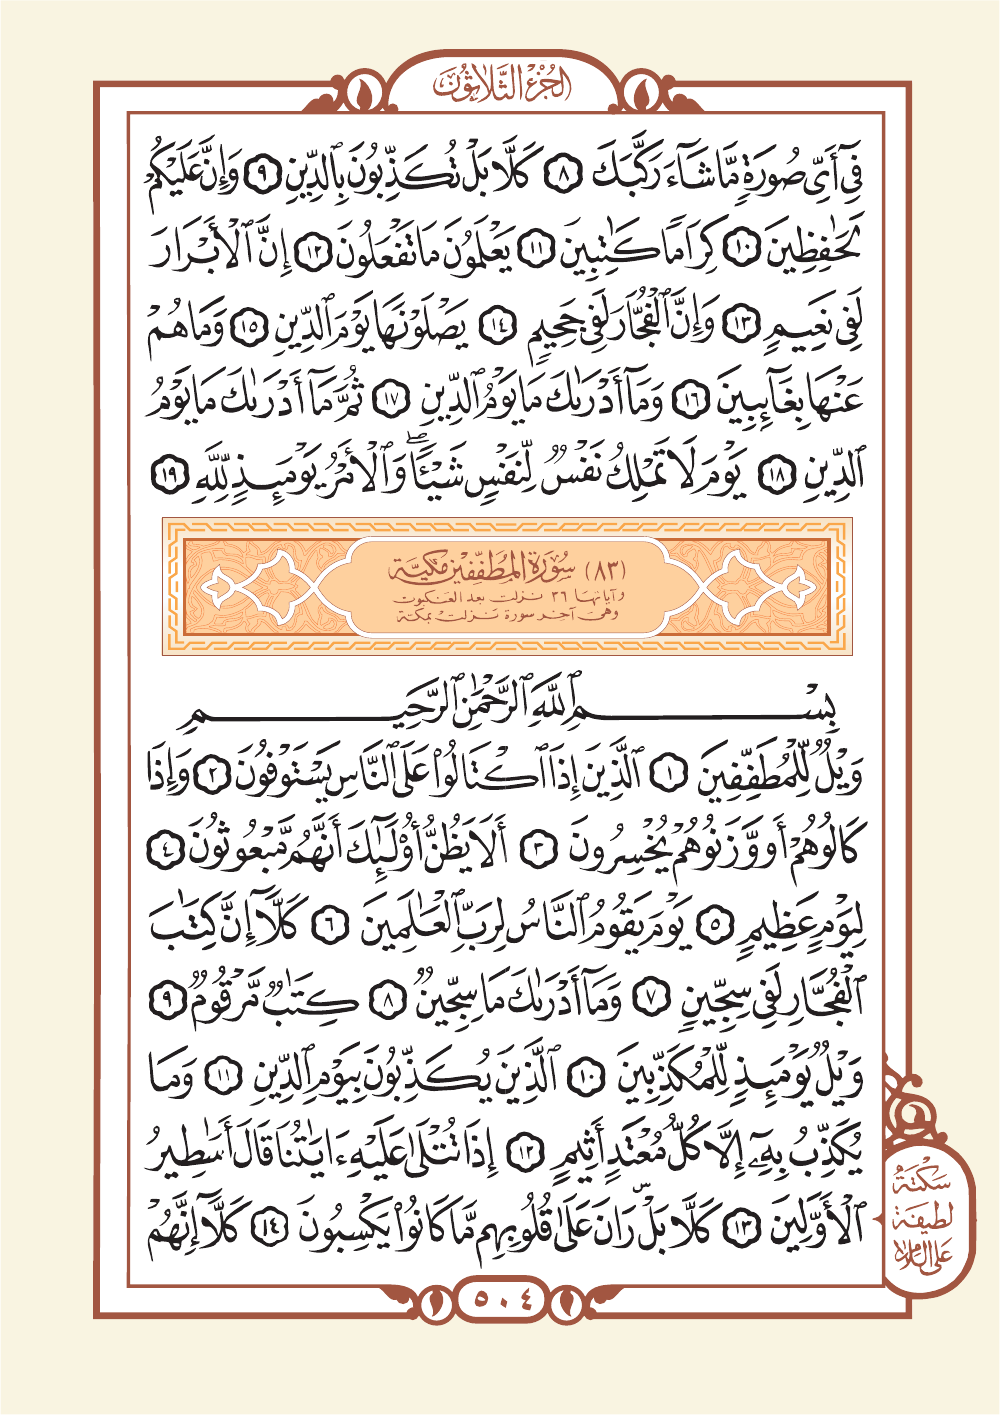 الجزء الثلاثون
فِىٓ أَىِّ صُورَةٍ مَّا شَآءَ رَكَّبَكَ ٨ كَلَّا بَلْ تُكَذِّبُونَ بِٱلدِّينِ ٩ وَإِنَّ عَلَيْكُمْ
لَحَٰفِظِينَ ١٠ كِرَامًا كَٰتِبِينَ ١١ يَعْلَمُونَ مَا تَفْعَلُونَ ١٢ إِنَّ ٱلْأَبْرَارَ
لَفِى نَعِيمٍ ١٣ وَإِنَّ ٱلْفُجَّارَ لَفِى جَحِيمٍ ١٤ يَصْلَوْنَهَا يَوْمَ ٱلدِّينِ ١٥ وَمَا هُمْ
عَنْهَا بِغَآئِبِينَ ١٦ وَمَآ أَدْرَىٰكَ مَا يَوْمُ ٱلدِّينِ ١٧ ثُمَّ مَآ أَدْرَىٰكَ مَا يَوْمُ
ٱلدِّينِ ١٨ يَوْمَ لَا تَمْلِكُ نَفْسٌ لِّنَفْسٍ شَيْـًٔا ۖ وَٱلْأَمْرُ يَوْمَئِذٍ لِّلَّهِ ١٩
(٨٣) سُورَةُ المُطَفِّفِينَ مَكِّيَّة
وآياتها ٣٦ نزلت بعد العنكبوت
وهى آخر سورة نزلت بمكة
بِسْمِ ٱللَّهِ ٱلرَّحْمَٰنِ ٱلرَّحِيمِ
وَيْلٌ لِّلْمُطَفِّفِينَ ١ ٱلَّذِينَ إِذَا ٱكْتَالُوا۟ عَلَى ٱلنَّاسِ يَسْتَوْفُونَ ٢ وَإِذَا
كَالُوهُمْ أَو وَّزَنُوهُمْ يُخْسِرُونَ ٣ أَلَا يَظُنُّ أُو۟لَٰٓئِكَ أَنَّهُم مَّبْعُوثُونَ ٤
لِيَوْمٍ عَظِيمٍ ٥ يَوْمَ يَقُومُ ٱلنَّاسُ لِرَبِّ ٱلْعَٰلَمِينَ ٦ كَلَّآ إِنَّ كِتَٰبَ
ٱلْفُجَّارِ لَفِى سِجِّينٍ ٧ وَمَآ أَدْرَىٰكَ مَا سِجِّينٌ ٨ كِتَٰبٌ مَّرْقُومٌ ٩
وَيْلٌ يَوْمَئِذٍ لِّلْمُكَذِّبِينَ ١٠ ٱلَّذِينَ يُكَذِّبُونَ بِيَوْمِ ٱلدِّينِ ١١ وَمَا
يُكَذِّبُ بِهِۦٓ إِلَّا كُلُّ مُعْتَدٍ أَثِيمٍ ١٢ إِذَا تُتْلَىٰ عَلَيْهِ ءَايَٰتُنَا قَالَ أَسَٰطِيرُ
ٱلْأَوَّلِينَ ١٣ كَلَّا بَلْ ۜ رَانَ عَلَىٰ قُلُوبِهِم مَّا كَانُوا۟ يَكْسِبُونَ ١٤ كَلَّآ إِنَّهُمْ
سكتة
لطيفة
على اللام
٥٠٤